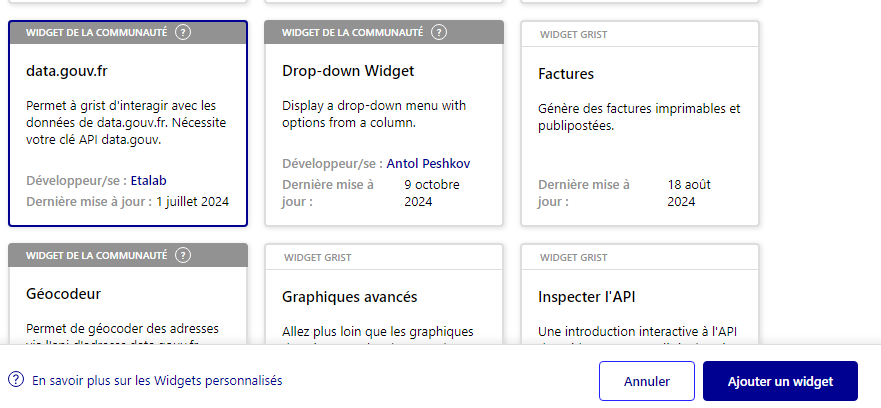 WIDGET DE LA COMMUNAUTÉ ?
data.gouv.fr
Permet à grist d'interagir avec les
données de data.gouv.fr. Nécessite
votre clé API data.gouv.
Développeur/se : Etalab
Dernière mise à jour : 1 juillet 2024
WIDGET DE LA COMMUNAUTÉ ?
Drop-down Widget
Display a drop-down menu with
options from a column.
Développeur/se : Antol Peshkov
Dernière mise à jour : 9 octobre 2024
WIDGET GRIST
Factures
Génère des factures imprimables et
publipostées.
Dernière mise à jour : 18 août 2024
WIDGET DE LA COMMUNAUTÉ ?
Géocodeur
Permet de géocoder des adresses
WIDGET GRIST
Graphiques avancés
Allez plus loin que les graphiques
WIDGET GRIST
Inspecter l'API
Une introduction interactive à l'API
? En savoir plus sur les Widgets personnalisés
Annuler
Ajouter un widget